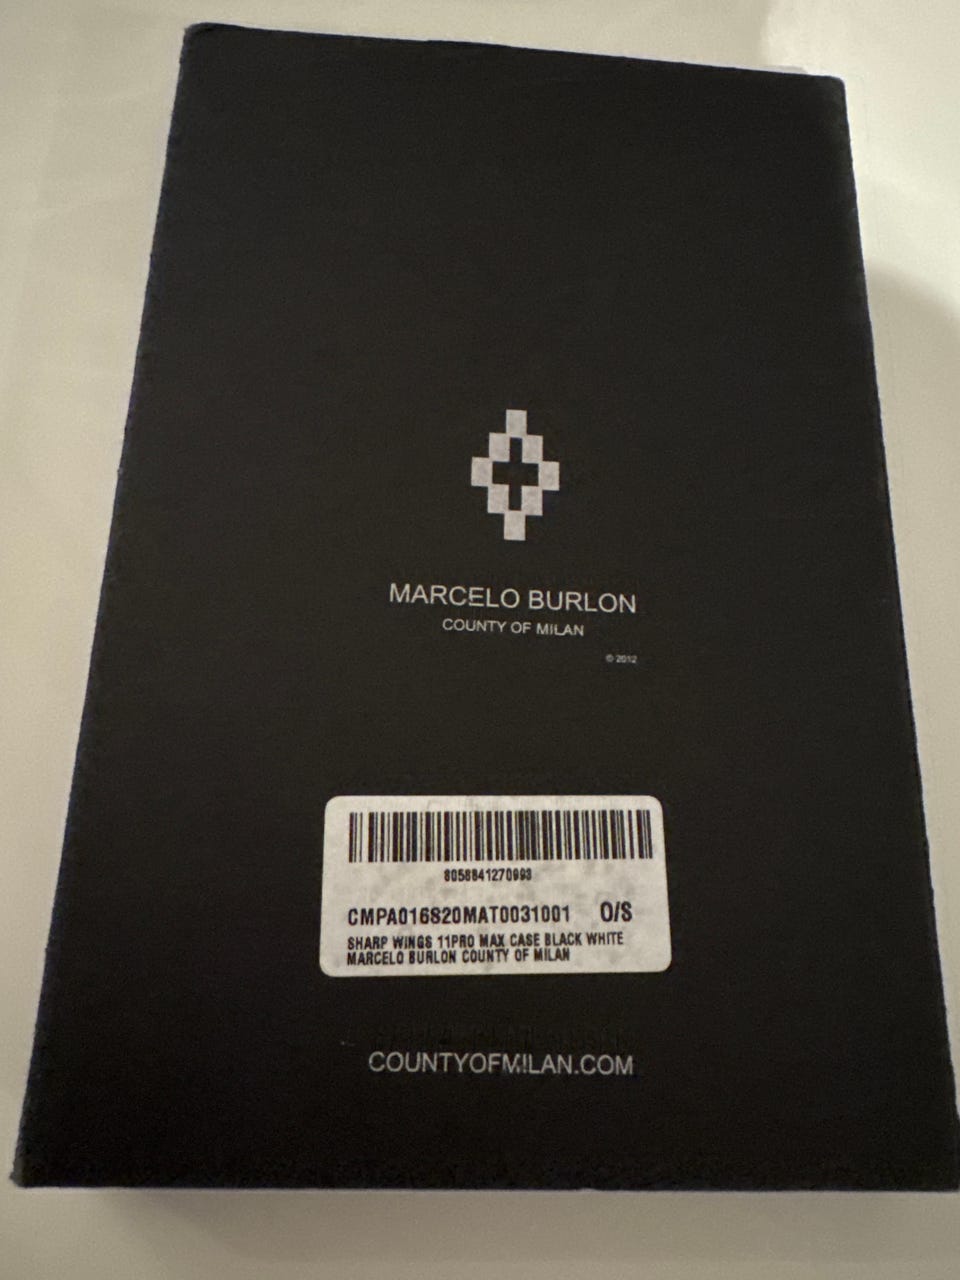 MARCELO BURLON
COUNTY OF MILAN
© 2012
8058841270993
CMPA016S20MAT0031001 O/S
SHARP WINGS 11PRO MAX CASE BLACK WHITE
MARCELO BURLON COUNTY OF MILAN
COUNTYOFMILAN.COM